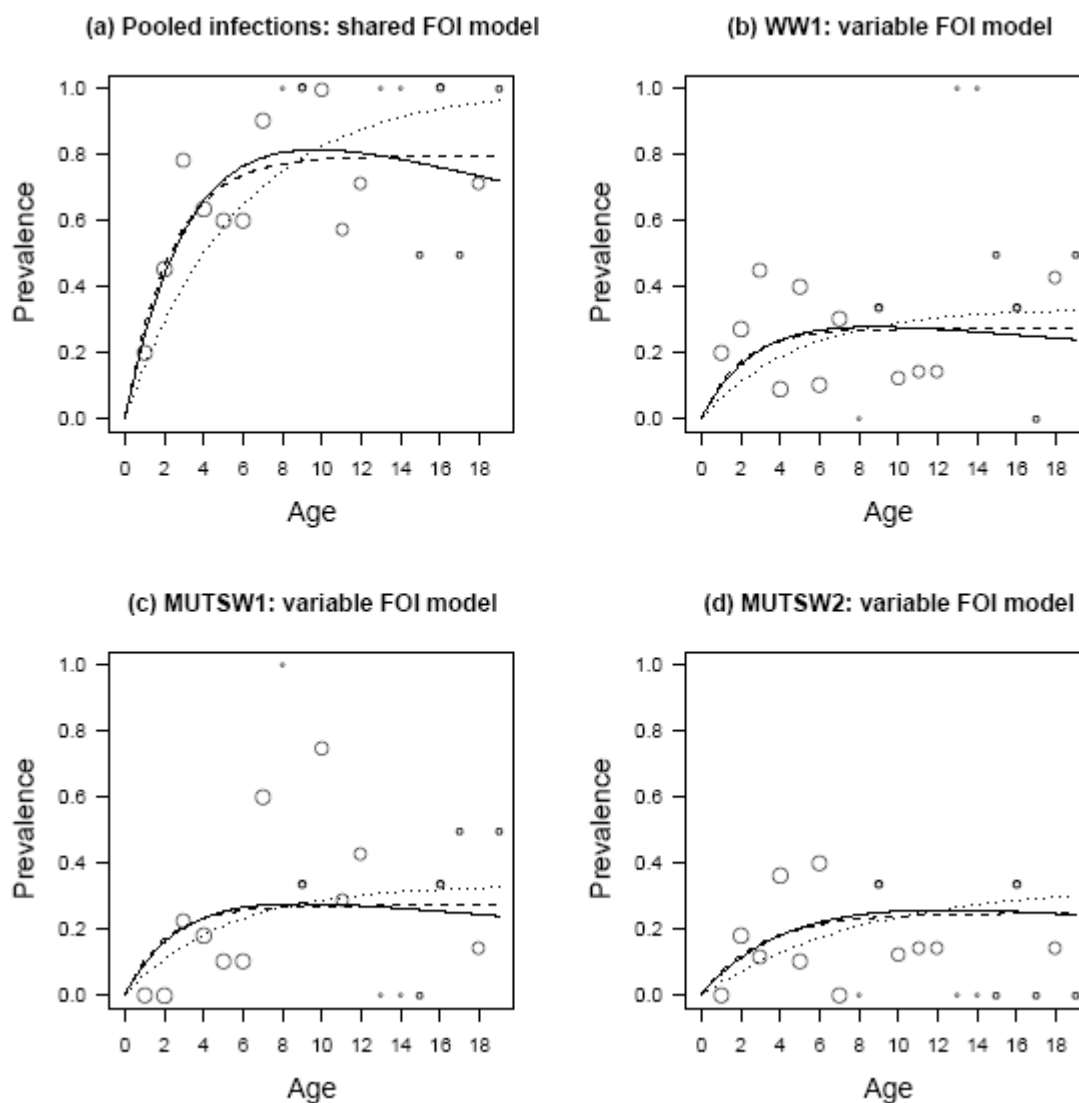 (a) Pooled infections: shared FOI model
(b) WW1: variable FOI model
1.0
0.8
0.6
0.4
0.2
0.0
Prevalence
0 2 4 6 8 10 12 14 16 18
Age
1.0
0.8
0.6
0.4
0.2
0.0
Prevalence
0 2 4 6 8 10 12 14 16 18
Age
(c) MUTSW1: variable FOI model
(d) MUTSW2: variable FOI model
1.0
0.8
0.6
0.4
0.2
0.0
Prevalence
0 2 4 6 8 10 12 14 16 18
Age
1.0
0.8
0.6
0.4
0.2
0.0
Prevalence
0 2 4 6 8 10 12 14 16 18
Age